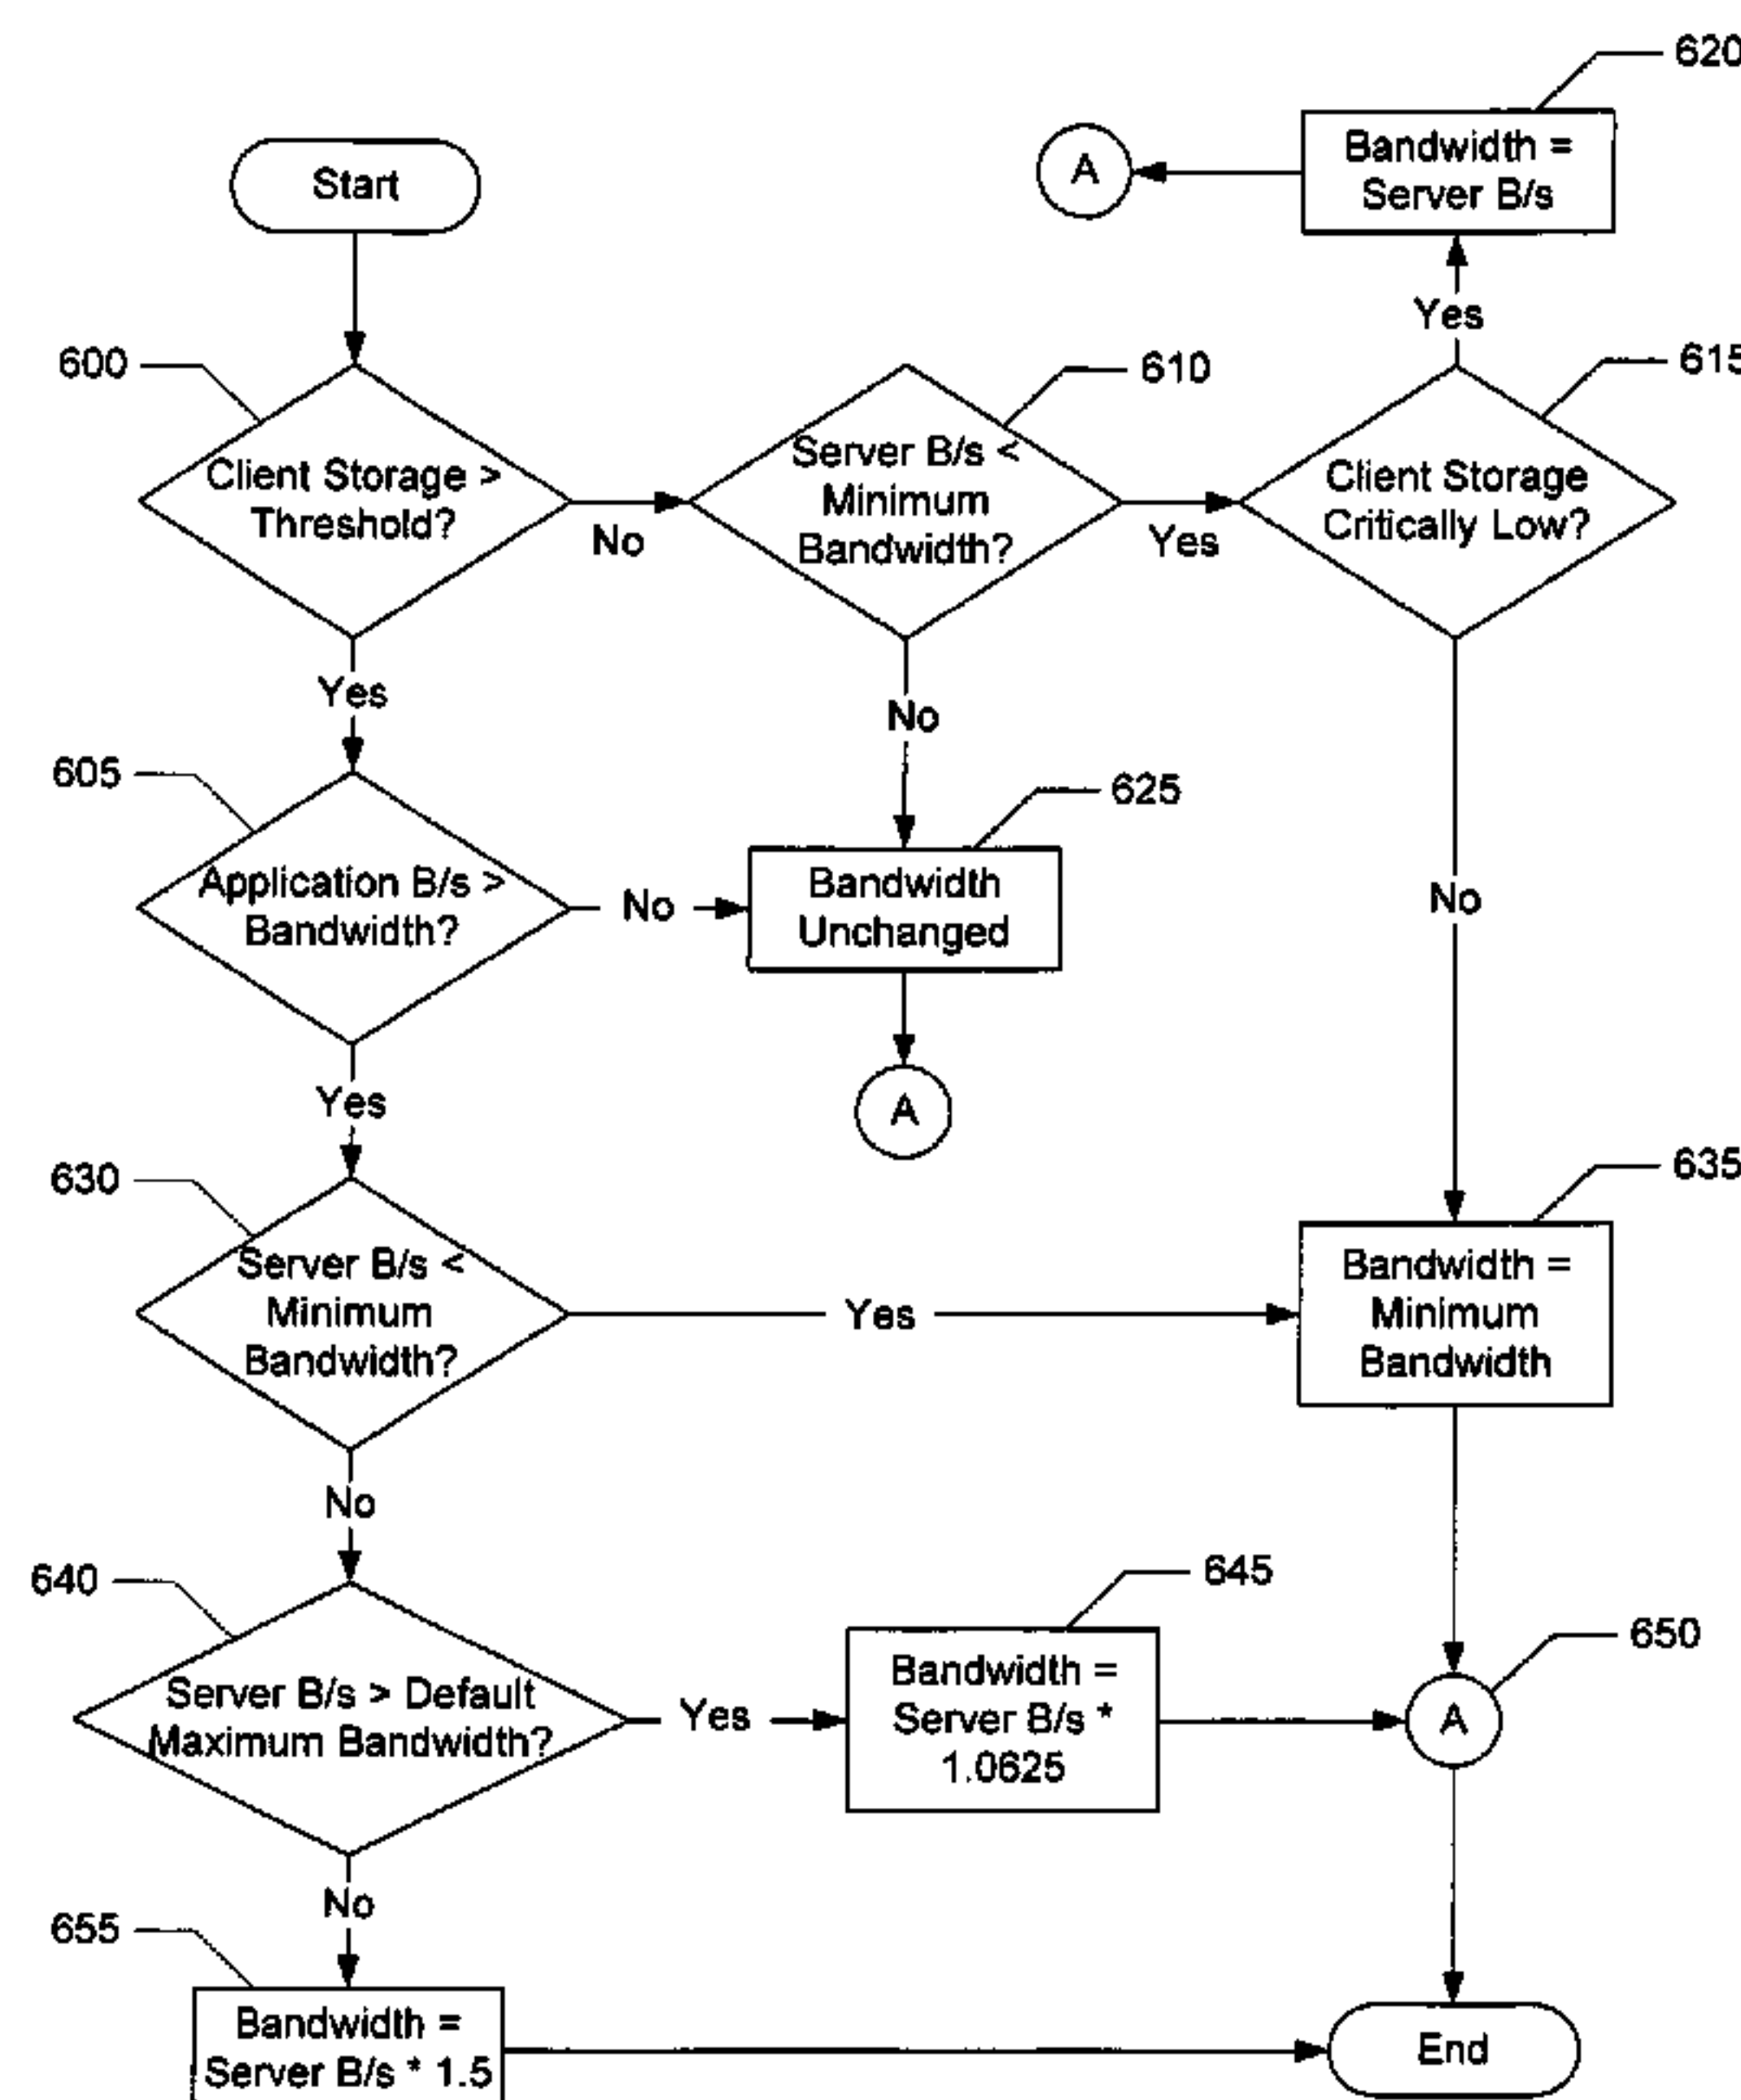 620
Bandwidth =
Server B/s
A
Start
Yes
600
610
615
Client Storage >
Threshold?
No
Server B/s <
Minimum
Bandwidth?
Yes
Client Storage
Critically Low?
Yes
No
No
605
625
Application B/s >
Bandwidth?
No
Bandwidth
Unchanged
Yes
A
630
635
Server B/s <
Minimum
Bandwidth?
Yes
Bandwidth =
Minimum
Bandwidth
No
640
645
650
Server B/s > Default
Maximum Bandwidth?
Yes
Bandwidth =
Server B/s *
1.0625
A
No
655
Bandwidth =
Server B/s * 1.5
End